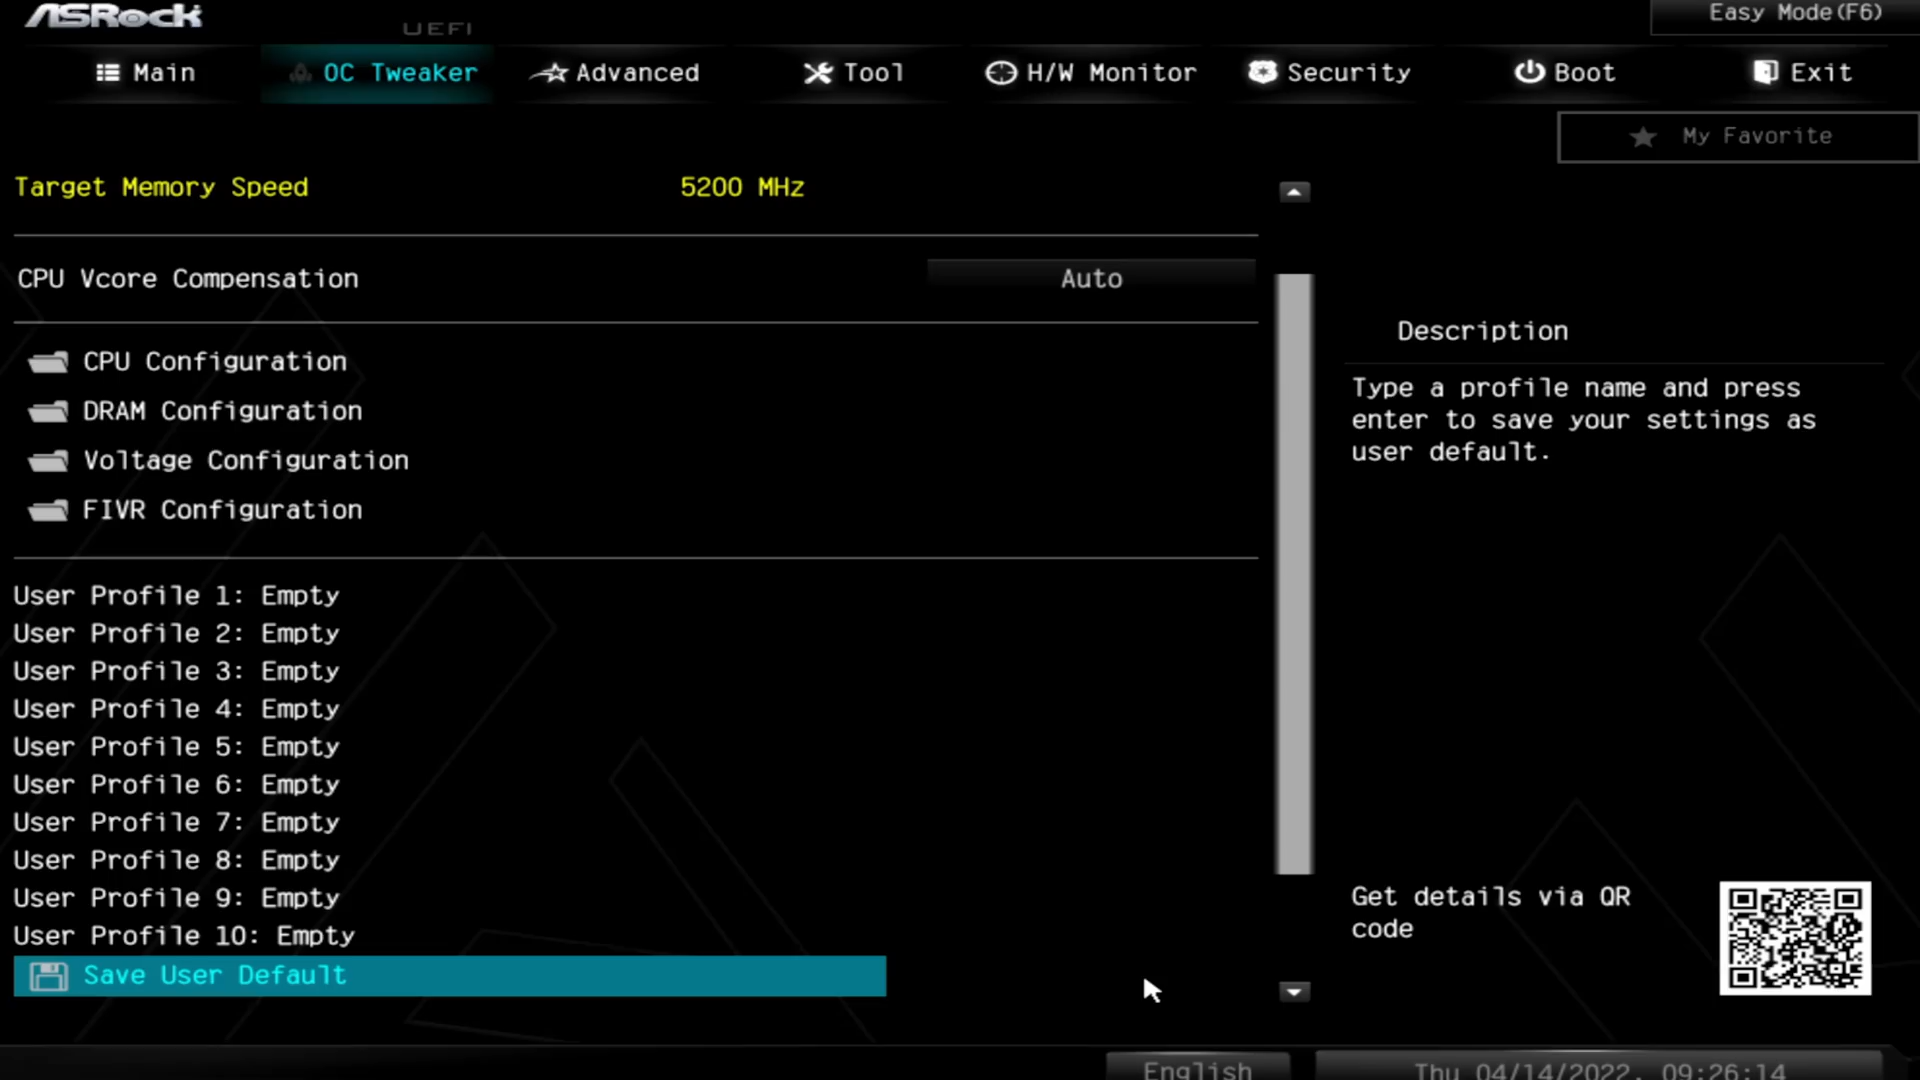 ASRock
UEFI
Easy Mode(F6)
Main
OC Tweaker
Advanced
Tool
H/W Monitor
Security
Boot
Exit
My Favorite
Target Memory Speed 5200 MHz
CPU Vcore Compensation Auto
CPU Configuration
DRAM Configuration
Voltage Configuration
FIVR Configuration
User Profile 1: Empty
User Profile 2: Empty
User Profile 3: Empty
User Profile 4: Empty
User Profile 5: Empty
User Profile 6: Empty
User Profile 7: Empty
User Profile 8: Empty
User Profile 9: Empty
User Profile 10: Empty
Save User Default
Description
Type a profile name and press
enter to save your settings as
user default.
Get details via QR
code
English
Thu 04/14/2022, 09:26:14